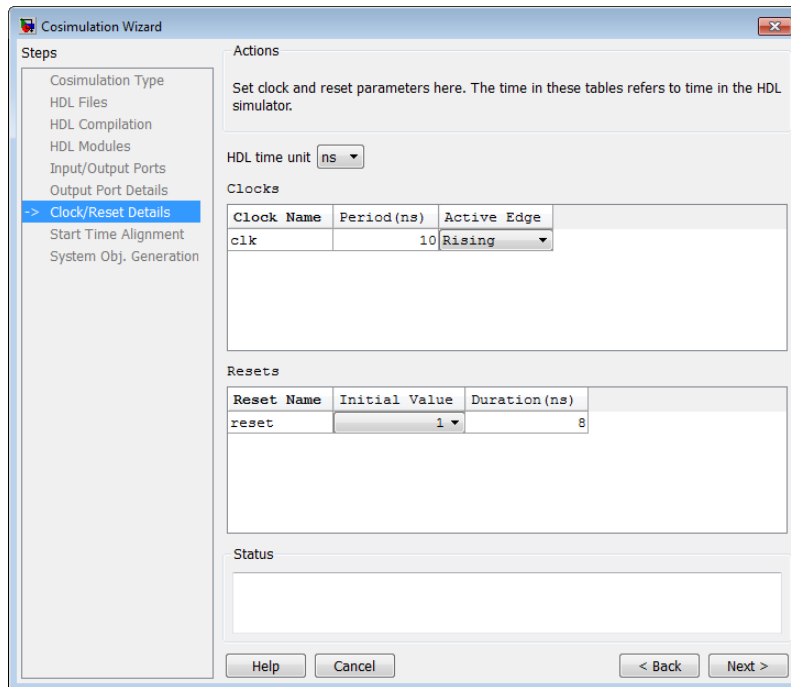 Cosimulation Wizard
Steps
Cosimulation Type
HDL Files
HDL Compilation
HDL Modules
Input/Output Ports
Output Port Details
-> Clock/Reset Details
Start Time Alignment
System Obj. Generation
Actions
Set clock and reset parameters here. The time in these tables refers to time in the HDL
simulator.
HDL time unit ns
Clocks
Clock Name Period(ns) Active Edge
clk 10 Rising
Resets
Reset Name Initial Value Duration(ns)
reset 1 8
Status
Help Cancel < Back Next >